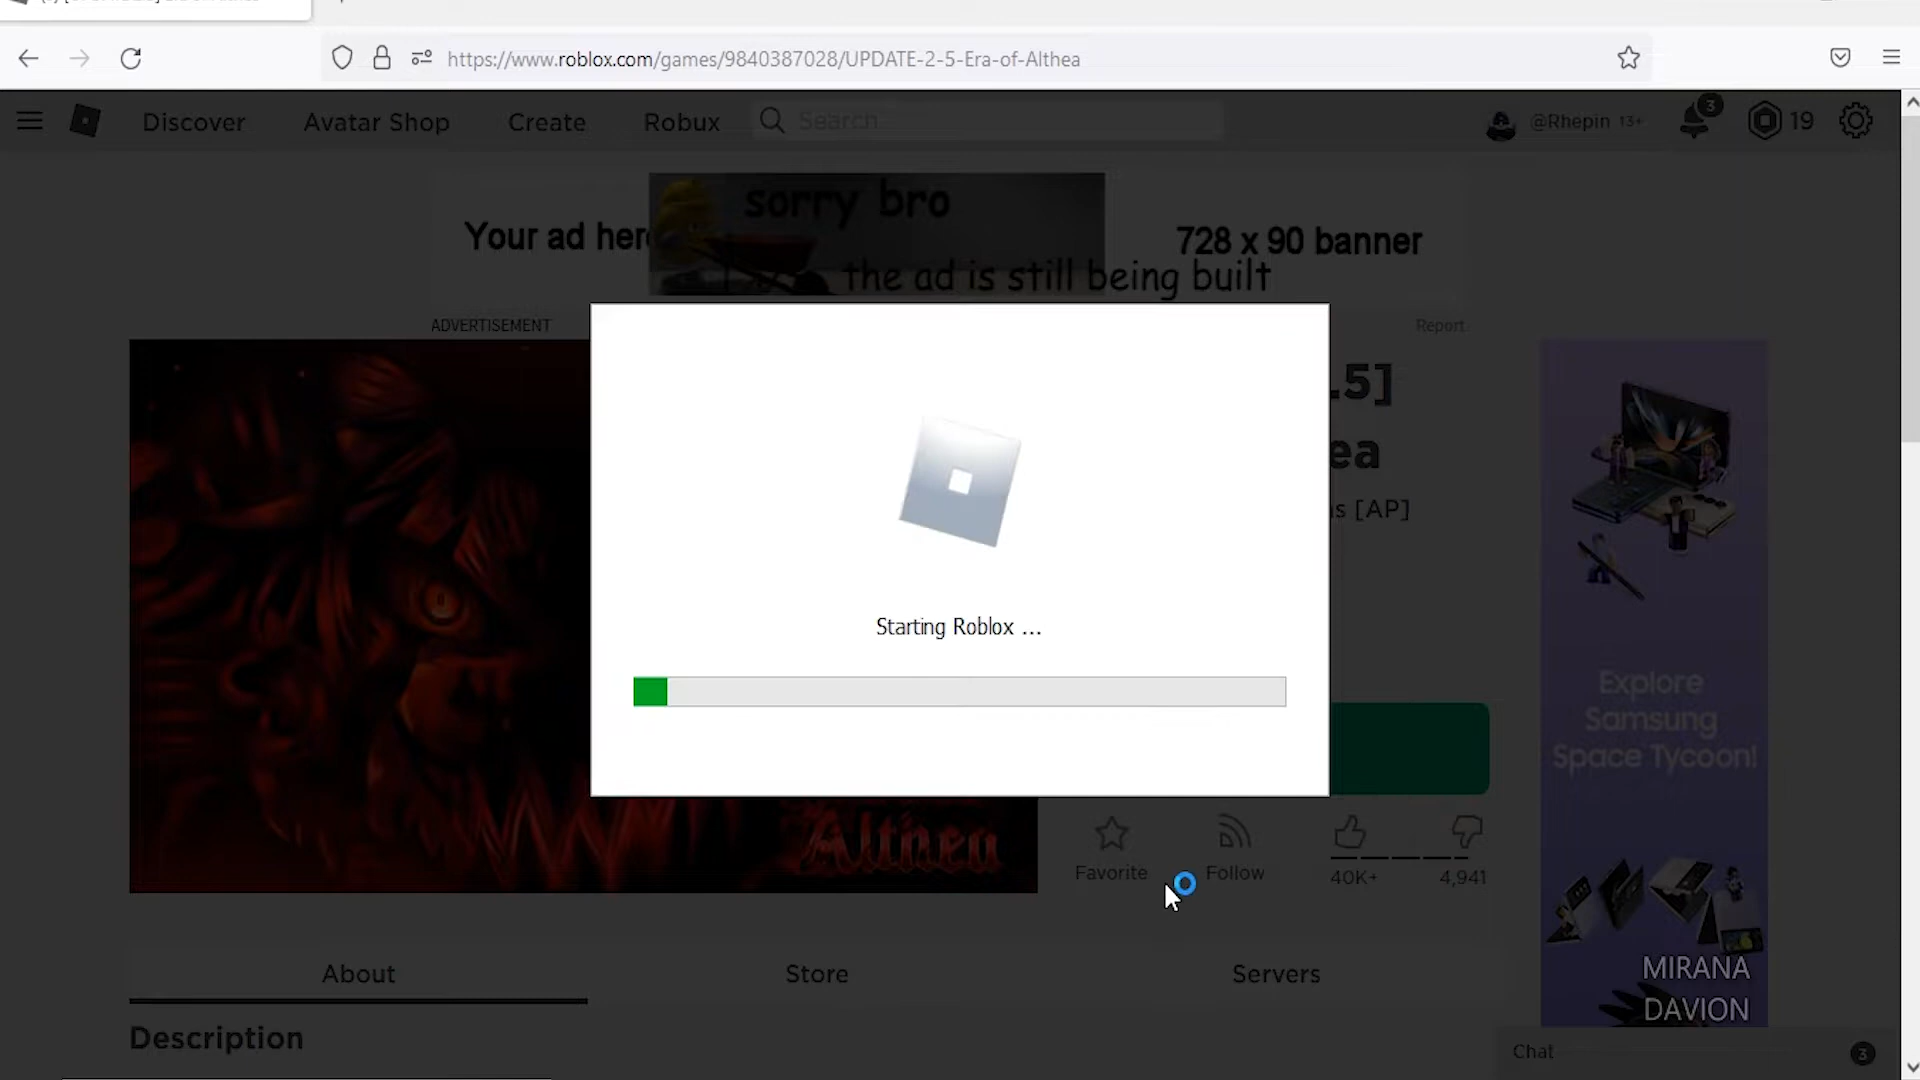 https://www.roblox.com/games/9840387028/UPDATE-2-5-Era-of-Althea
Discover
Avatar Shop
Create
Robux
Search
@Rhepin 13+
3
19
Your ad her
sorry bro
the ad is still being built
728 x 90 banner
ADVERTISEMENT
Report
.5]
ea
s [AP]
Starting Roblox ...
Althea
Favorite
Follow
40K+
4,941
Explore
Samsung
Space Tycoon!
About
Store
Servers
MIRANA
DAVION
Description
Chat
3